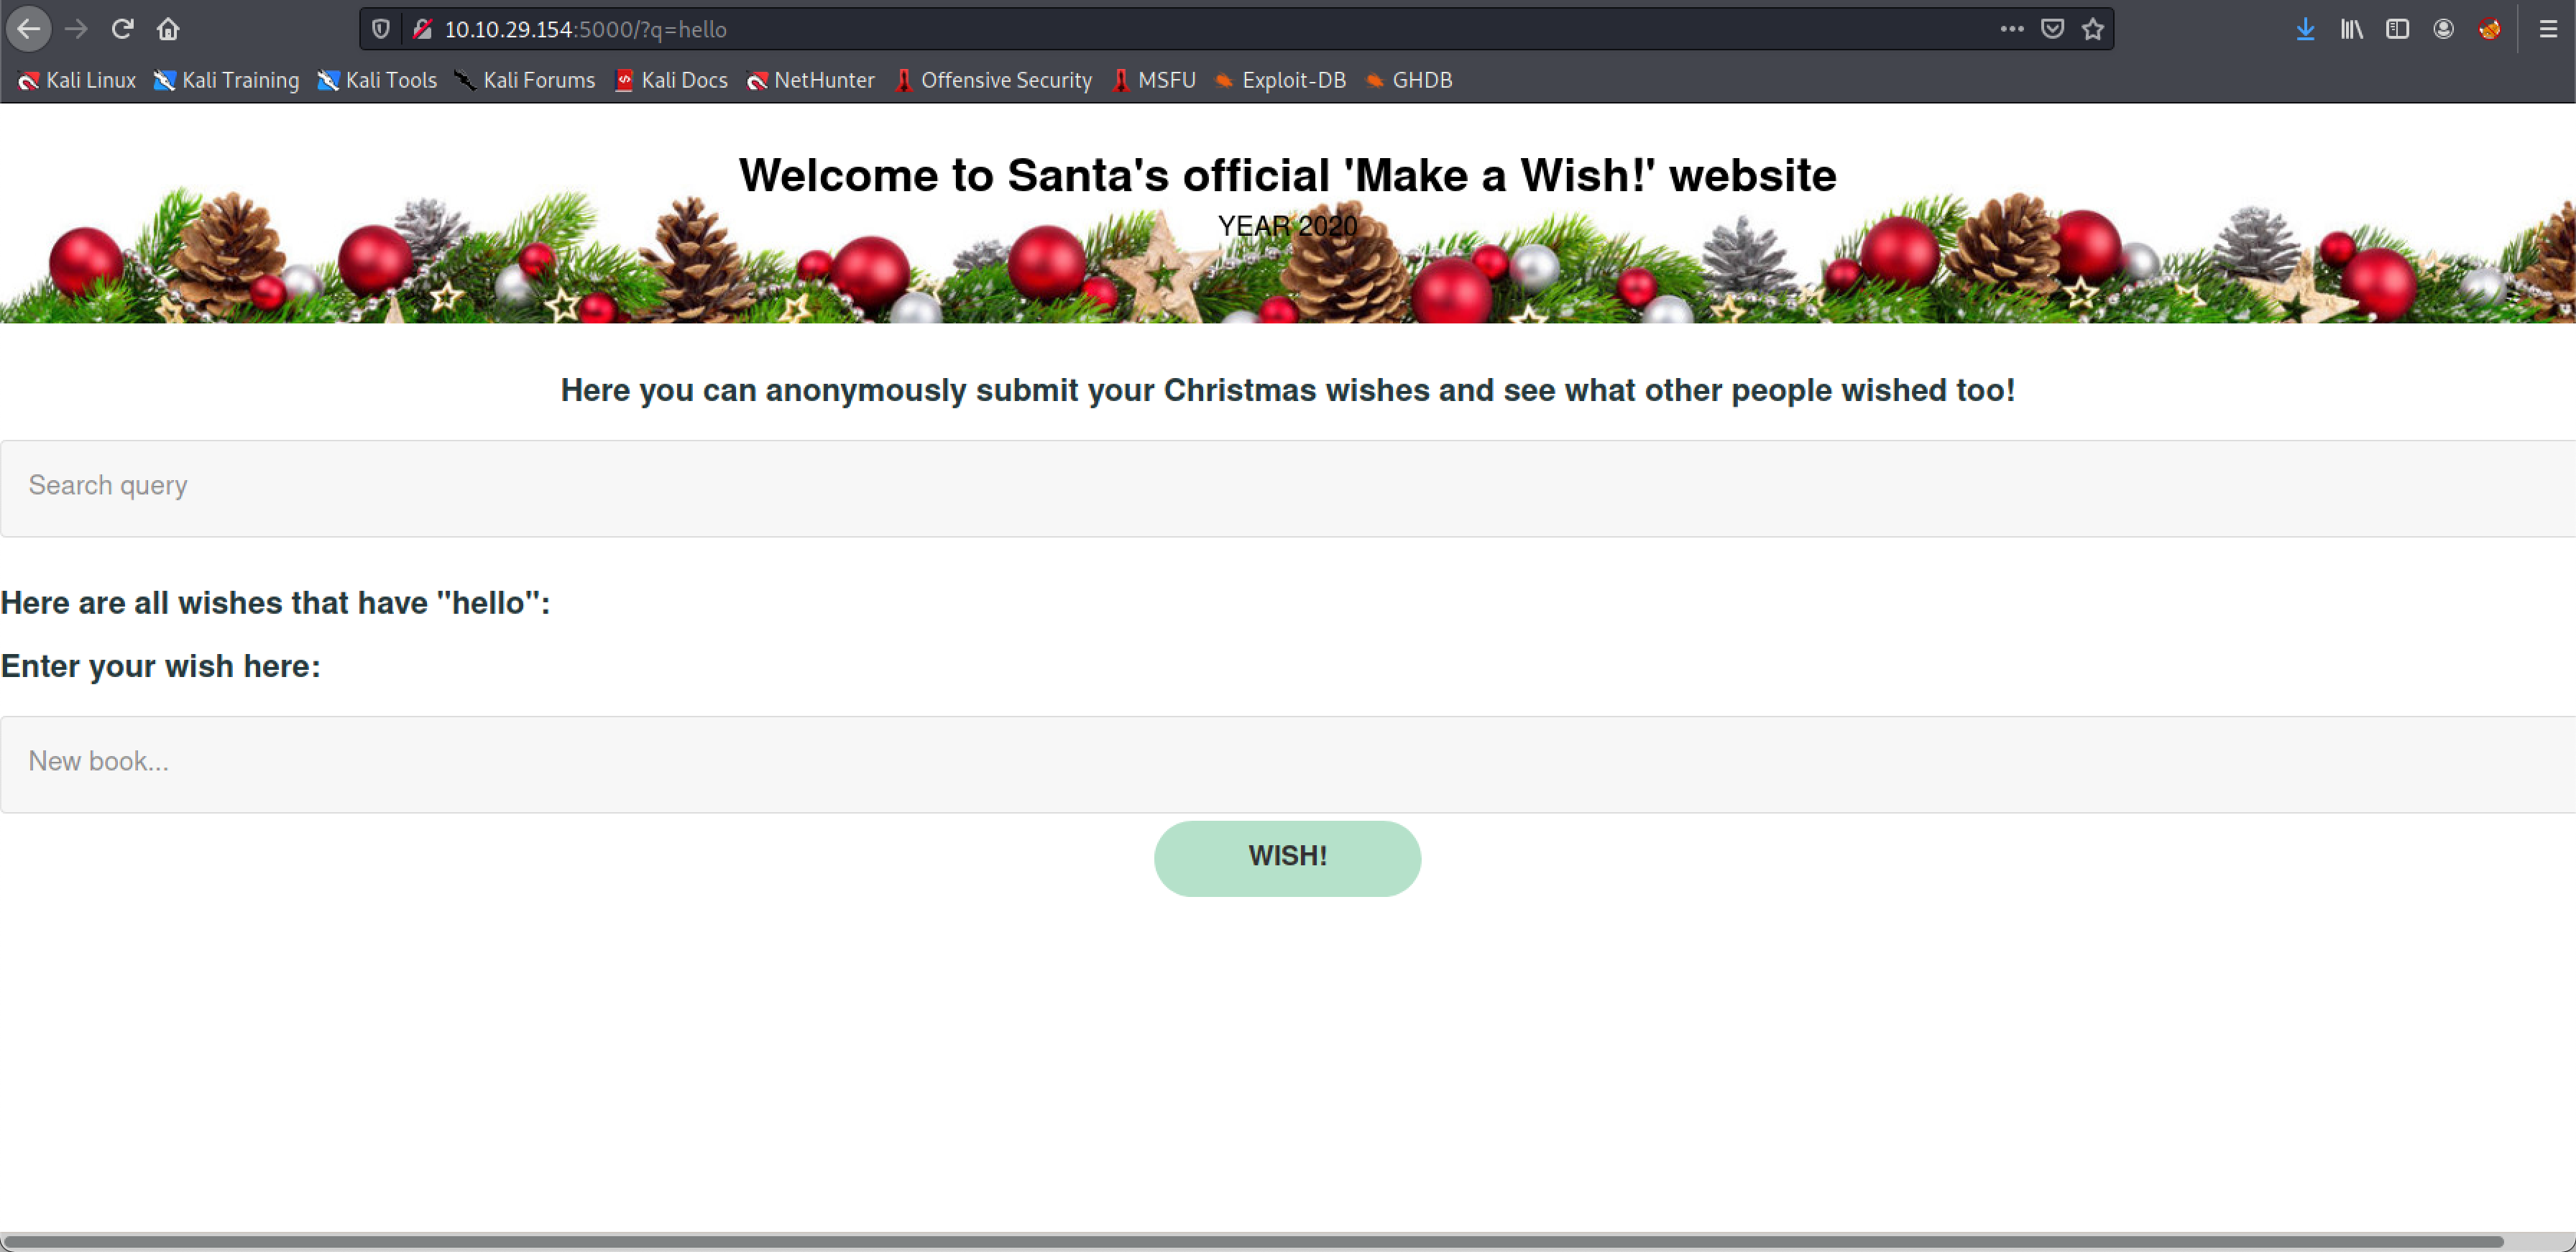 10.10.29.154:5000/?q=hello
Kali Linux Kali Training Kali Tools Kali Forums Kali Docs NetHunter Offensive Security MSFU Exploit-DB GHDB
Welcome to Santa's official 'Make a Wish!' website
YEAR 2020
Here you can anonymously submit your Christmas wishes and see what other people wished too!
Search query
Here are all wishes that have "hello":
Enter your wish here:
New book...
WISH!